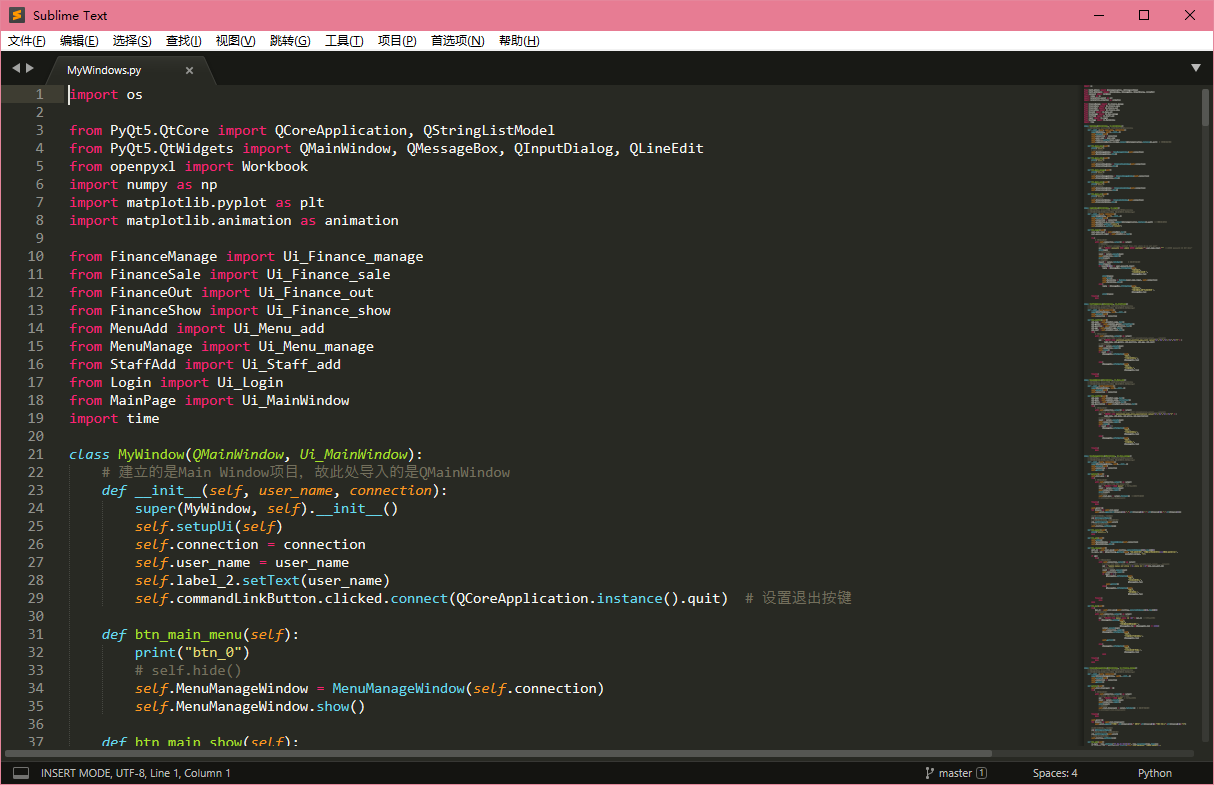 Sublime Text
文件(F) 编辑(E) 选择(S) 查找(I) 视图(V) 跳转(G) 工具(T) 项目(P) 首选项(N) 帮助(H)
MyWindows.py
1 import os
2
3 from PyQt5.QtCore import QCoreApplication, QStringListModel
4 from PyQt5.QtWidgets import QMainWindow, QMessageBox, QInputDialog, QLineEdit
5 from openpyxl import Workbook
6 import numpy as np
7 import matplotlib.pyplot as plt
8 import matplotlib.animation as animation
9
10 from FinanceManage import Ui_Finance_manage
11 from FinanceSale import Ui_Finance_sale
12 from FinanceOut import Ui_Finance_out
13 from FinanceShow import Ui_Finance_show
14 from MenuAdd import Ui_Menu_add
15 from MenuManage import Ui_Menu_manage
16 from StaffAdd import Ui_Staff_add
17 from Login import Ui_Login
18 from MainPage import Ui_MainWindow
19 import time
20
21 class MyWindow(QMainWindow, Ui_MainWindow):
22     # 建立的是Main Window项目，故此处导入的是QMainWindow
23     def __init__(self, user_name, connection):
24         super(MyWindow, self).__init__()
25         self.setupUi(self)
26         self.connection = connection
27         self.user_name = user_name
28         self.label_2.setText(user_name)
29         self.commandLinkButton.clicked.connect(QCoreApplication.instance().quit)  # 设置退出按键
30
31     def btn_main_menu(self):
32         print("btn_0")
33         # self.hide()
34         self.MenuManageWindow = MenuManageWindow(self.connection)
35         self.MenuManageWindow.show()
36
37     def btn_main_show(self):
INSERT MODE, UTF-8, Line 1, Column 1 master 1 Spaces: 4 Python